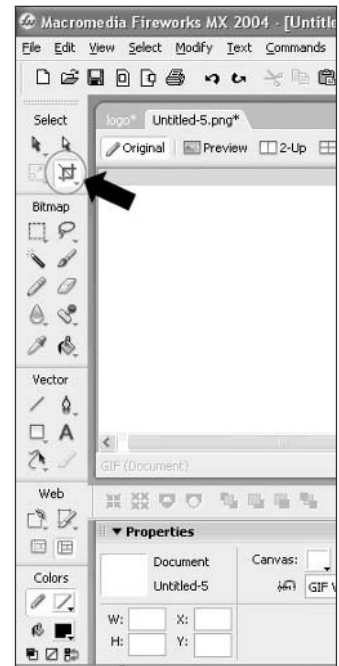 Macromedia Fireworks MX 2004 - [Untitle
File Edit View Select Modify Text Commands
Select
logo* Untitled-5.png*
Original Preview 2-Up
Bitmap
Vector
GIF (Document)
Web
Properties
Document Canvas:
Untitled-5 GIF
Colors
W: X:
H: Y: